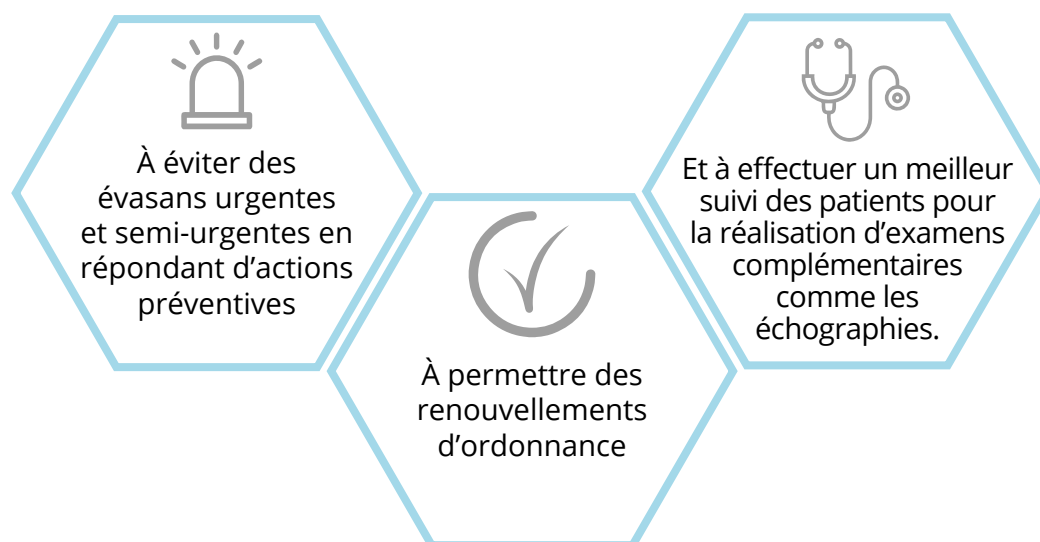 À éviter des
évasans urgentes
et semi-urgentes en
répondant d’actions
préventives
À permettre des
renouvellements
d’ordonnance
Et à effectuer un meilleur
suivi des patients pour
la réalisation d’examens
complémentaires
comme les
échographies.